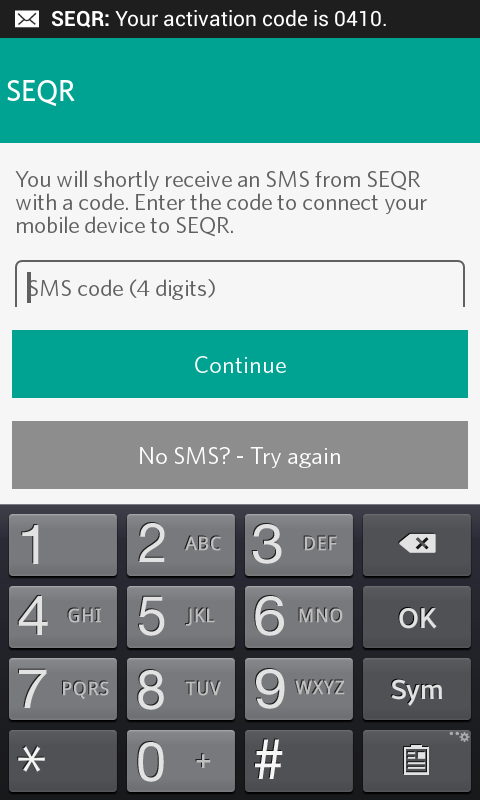 SEQR: Your activation code is 0410.
SEQR
You will shortly receive an SMS from SEQR
with a code. Enter the code to connect your
mobile device to SEQR.
SMS code (4 digits)
Continue
No SMS? - Try again
1 2 ABC 3 DEF
4 GHI 5 JKL 6 MNO OK
7 PQRS 8 TUV 9 WXYZ Sym
* 0 + #